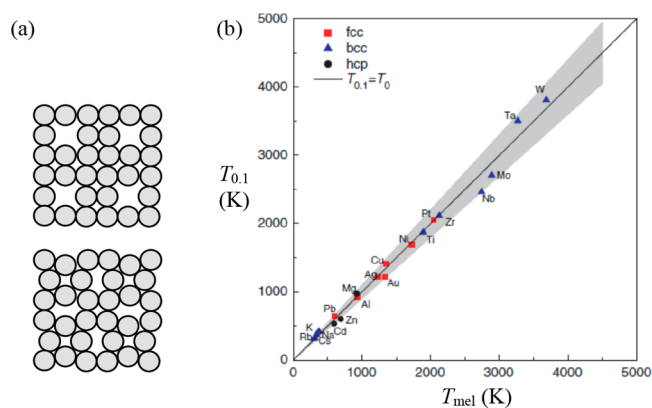 (a)
(b)
5000
4000
3000
2000
1000
0
T0.1
(K)
fcc
bcc
hcp
T0.1=T0
W
Ta
Mo
Nb
Pt
Zr
Ni
Ti
Cu
Ag
Au
Mg
Al
Pb
Zn
K
Cd
Na
Rb
Cs
0 1000 2000 3000 4000 5000
Tmel (K)